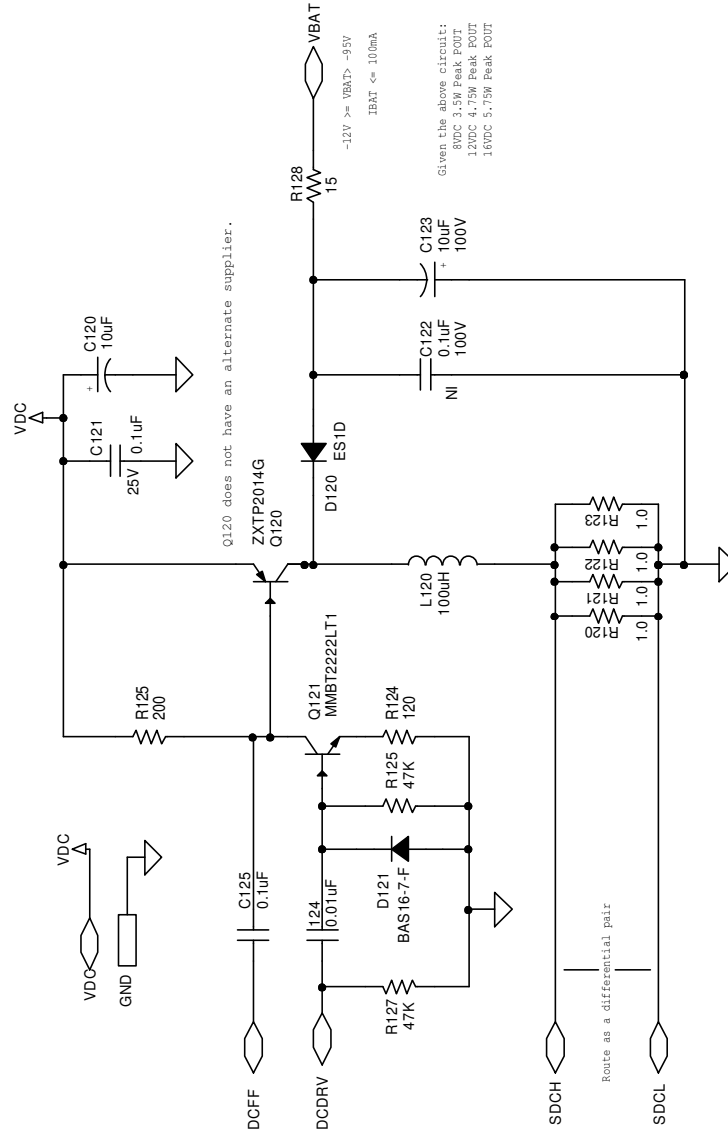 VBAT
-12V >= VBAT> -95V
IBAT <= 100mA
R128
15
Given the above circuit:
8VDC 3.5W Peak POUT
12VDC 4.75W Peak POUT
16VDC 5.75W Peak POUT
VDC
C121
0.1uF
25V
C120
10uF
Q120 does not have an alternate supplier.
ZXTP2014G
Q120
D120
ES1D
C122
0.1uF
100V
NI
C123
10uF
100V
+
+
L120
100uH
R123
1.0
R122
1.0
R121
1.0
R120
1.0
R125
200
Q121
MMBT2222LT1
R124
120
R125
47K
D121
BAS16-7-F
R127
47K
C125
0.1uF
124
0.01uF
VDC
VDC
GND
DCFF
DCDRV
SDCH
SDCL
Route as a differential pair